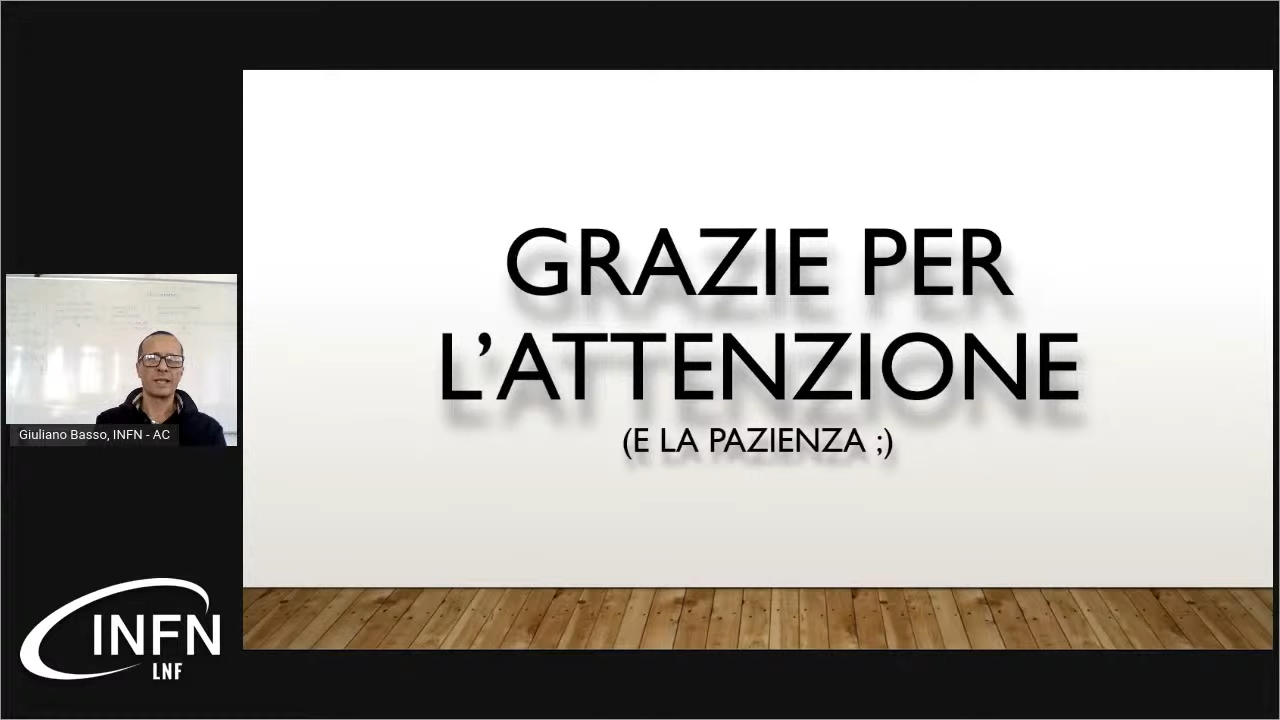 GRAZIE PER
L’ATTENZIONE
(E LA PAZIENZA ;)
Giuliano Basso, INFN - AC
INFN
LNF